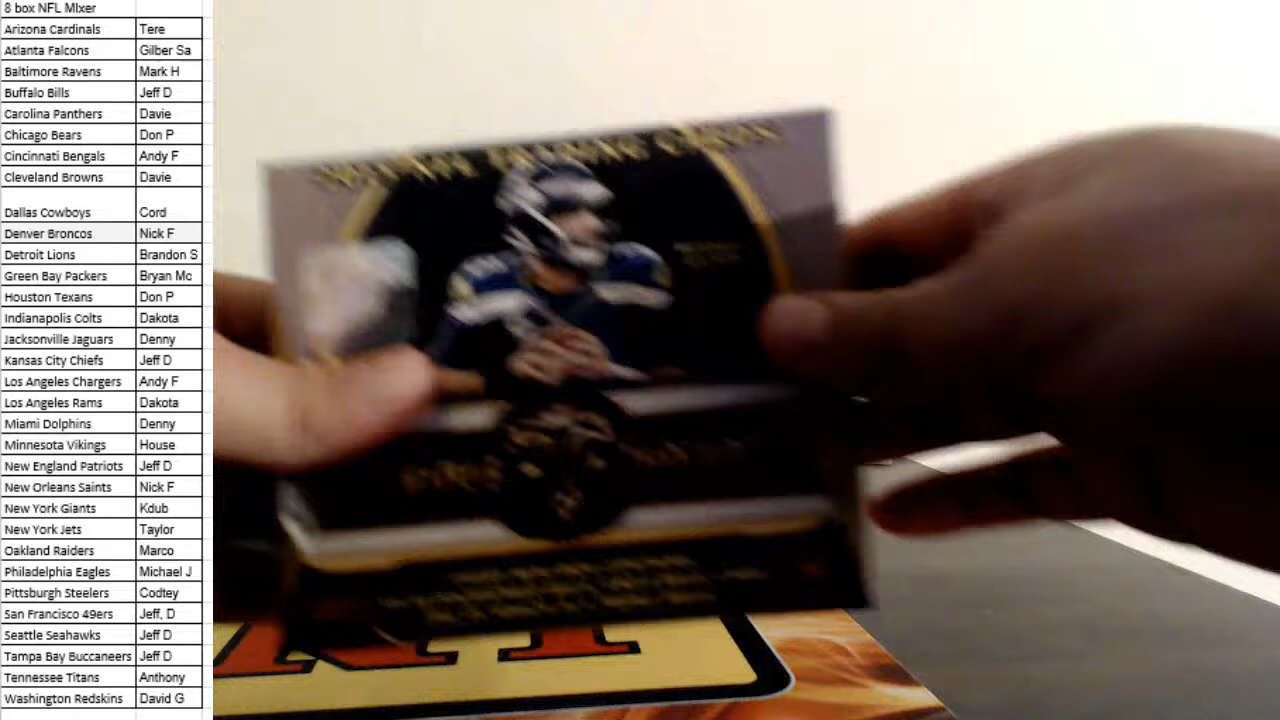 8 box NFL MIxer
Arizona Cardinals Tere
Atlanta Falcons Gilber Sa
Baltimore Ravens Mark H
Buffalo Bills Jeff D
Carolina Panthers Davie
Chicago Bears Don P
Cincinnati Bengals Andy F
Cleveland Browns Davie
Dallas Cowboys Cord
Denver Broncos Nick F
Detroit Lions Brandon S
Green Bay Packers Bryan Mc
Houston Texans Don P
Indianapolis Colts Dakota
Jacksonville Jaguars Denny
Kansas City Chiefs Jeff D
Los Angeles Chargers Andy F
Los Angeles Rams Dakota
Miami Dolphins Denny
Minnesota Vikings House
New England Patriots Jeff D
New Orleans Saints Nick F
New York Giants Kdub
New York Jets Taylor
Oakland Raiders Marco
Philadelphia Eagles Michael J
Pittsburgh Steelers Codtey
San Francisco 49ers Jeff, D
Seattle Seahawks Jeff D
Tampa Bay Buccaneers Jeff D
Tennessee Titans Anthony
Washington Redskins David G